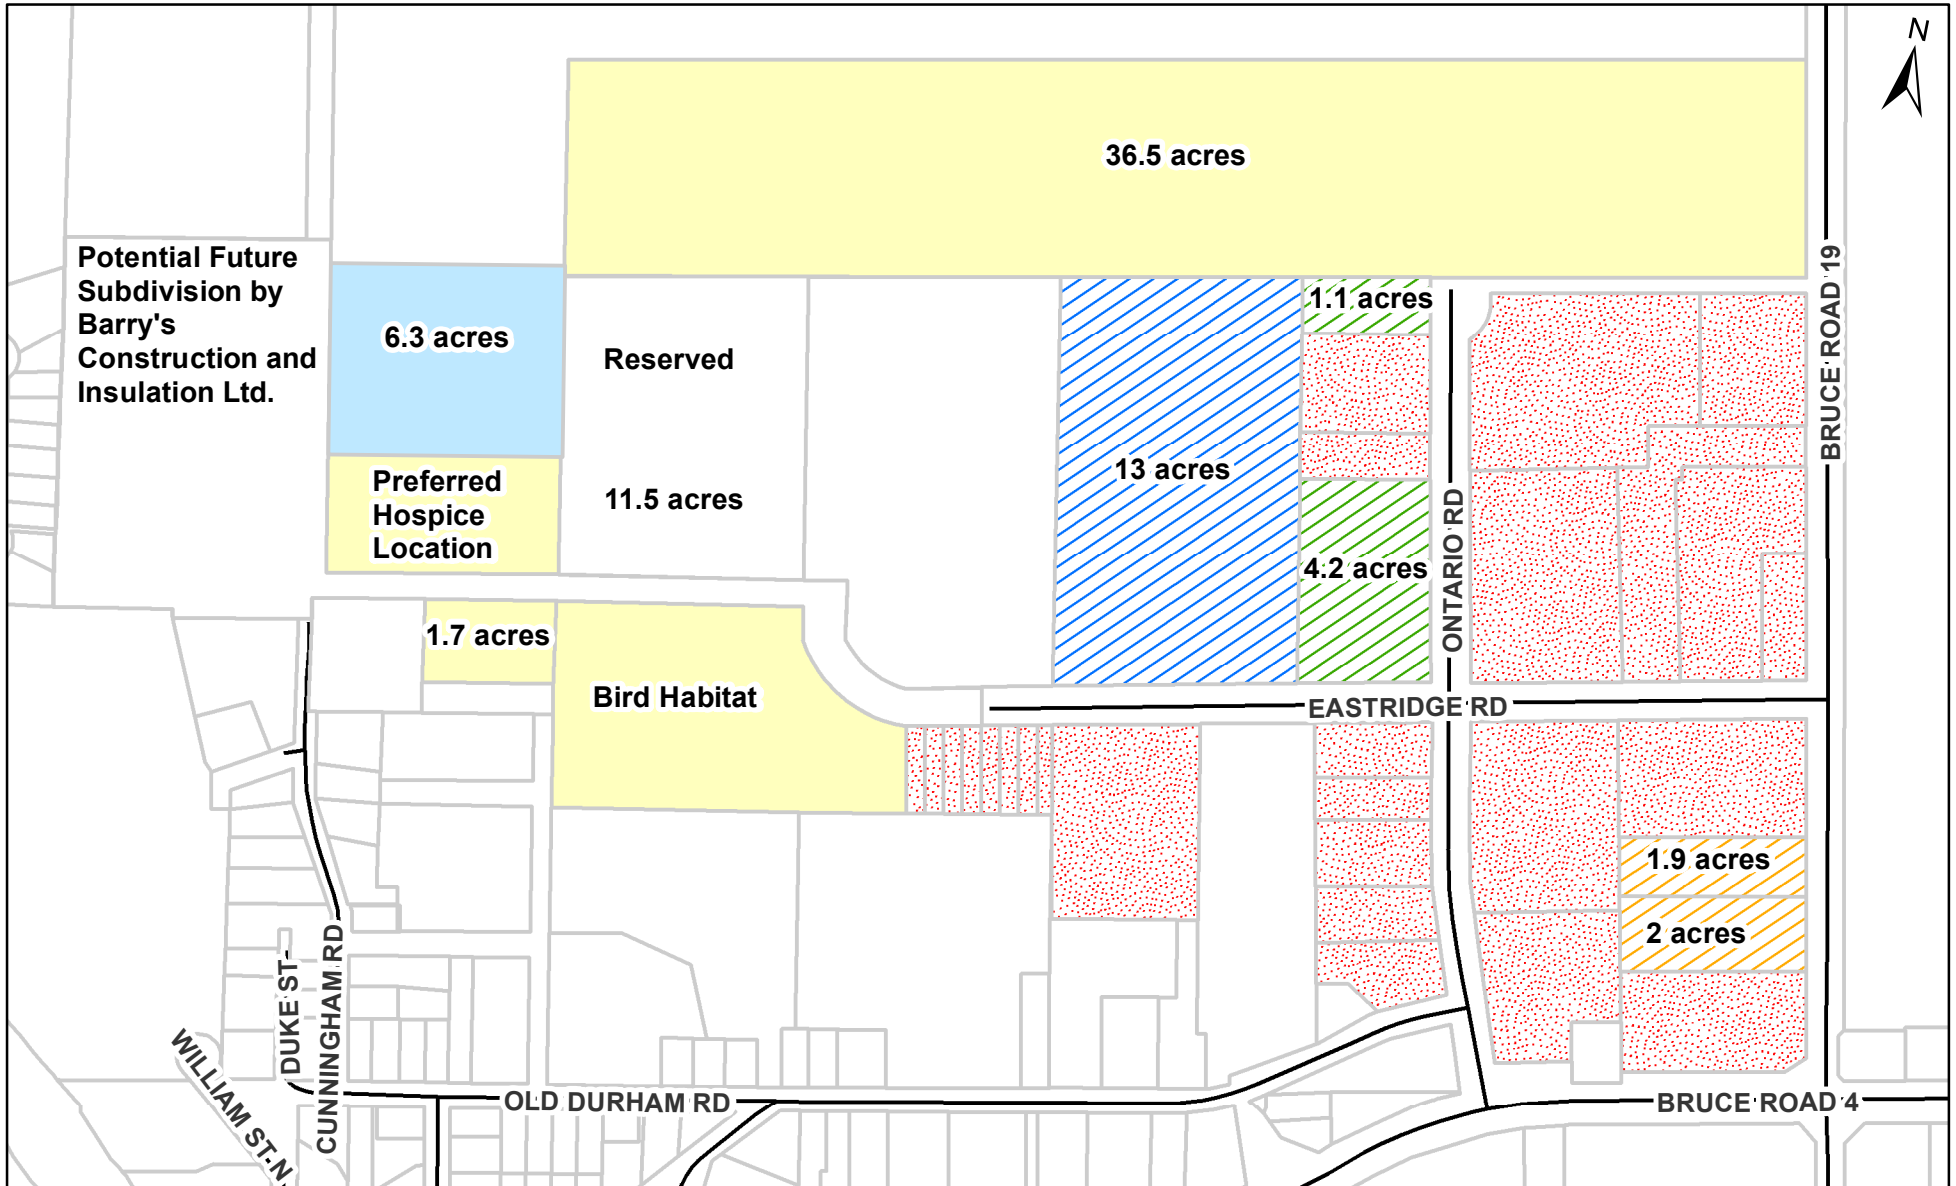 N
36.5 acres
Potential Future
Subdivision by
Barry's
Construction and
Insulation Ltd.
6.3 acres
Reserved
11.5 acres
1.1 acres
13 acres
4.2 acres
BRUCE ROAD 19
ONTARIO RD
Preferred
Hospice
Location
1.7 acres
Bird Habitat
EASTRIDGE RD
1.9 acres
2 acres
DUKE ST
CUNNINGHAM RD
WILLIAM ST. N.
OLD DURHAM RD
BRUCE ROAD 4